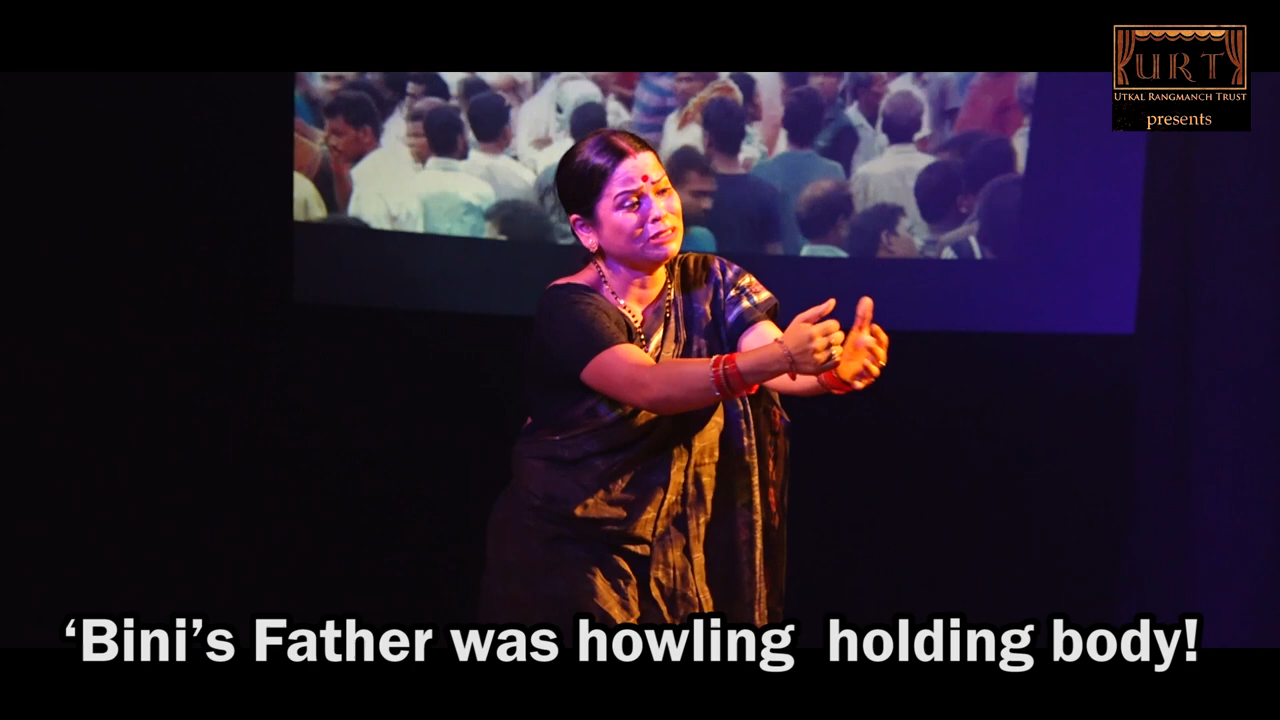 URT
UTKAL RANGMANCH TRUST
presents
‘Bini’s Father was howling  holding body!